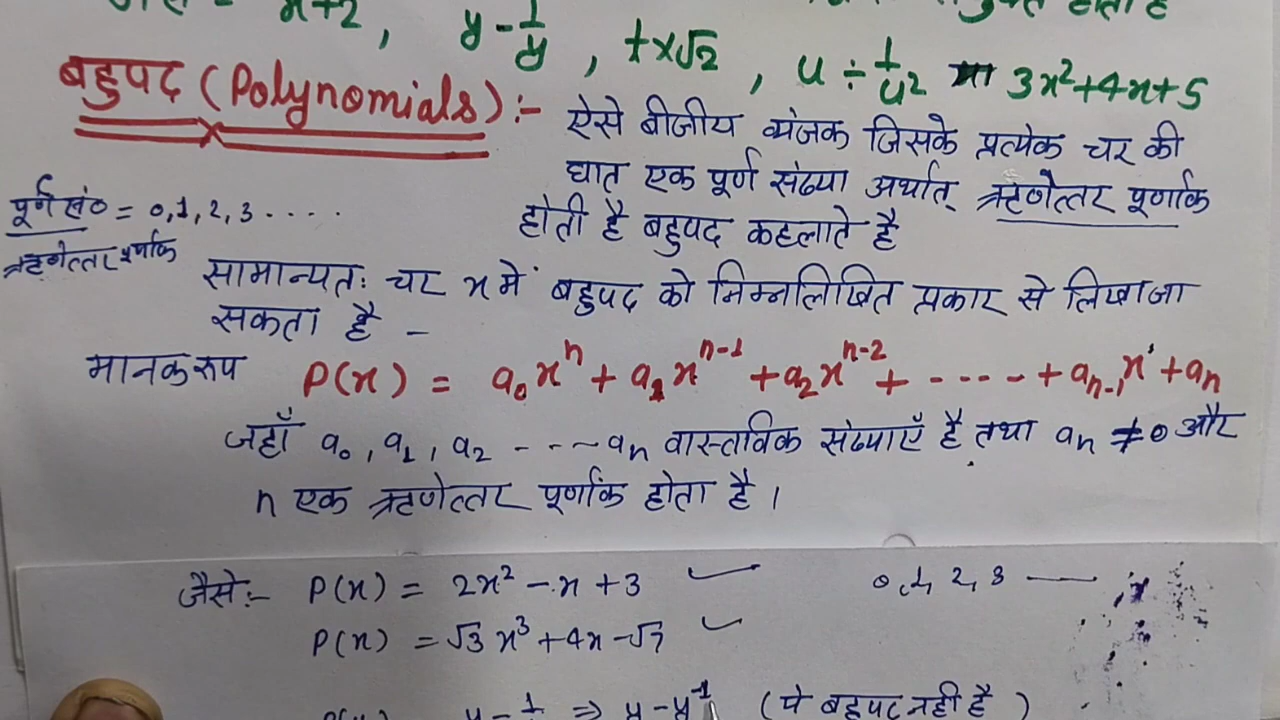 x+2, y - 1/y, t×√2, u ÷ 1/u² या 3x²+4x+5
बहुपद (Polynomials) :- ऐसे बीजीय व्यंजक जिसके प्रत्येक चर की
घात एक पूर्ण संख्या अर्थात् ऋणेत्तर पूर्णांक
होती है बहुपद कहलाते है
पूर्ण सं० = 0,1,2,3 .....
ऋणेत्तर पूर्णांक
सामान्यतः चर x में बहुपद को निम्नलिखित प्रकार से लिखा जा
सकता है –
मानक रूप P(x) = a₀xⁿ + a₁xⁿ⁻¹ + a₂xⁿ⁻² + ----- + aₙ₋₁x¹ + aₙ
जहाँ a₀, a₁, a₂ ---- aₙ वास्तविक संख्याएँ है तथा aₙ ≠ 0 और
n एक ऋणेत्तर पूर्णांक होता है ।
जैसे:- P(x) = 2x² - x + 3 ✓ 0,1,2,3 —
P(x) = √3 x³ + 4x - √7 ✓
y - 1/ ⇒ y - y⁻¹ (ये बहुपद नही है )